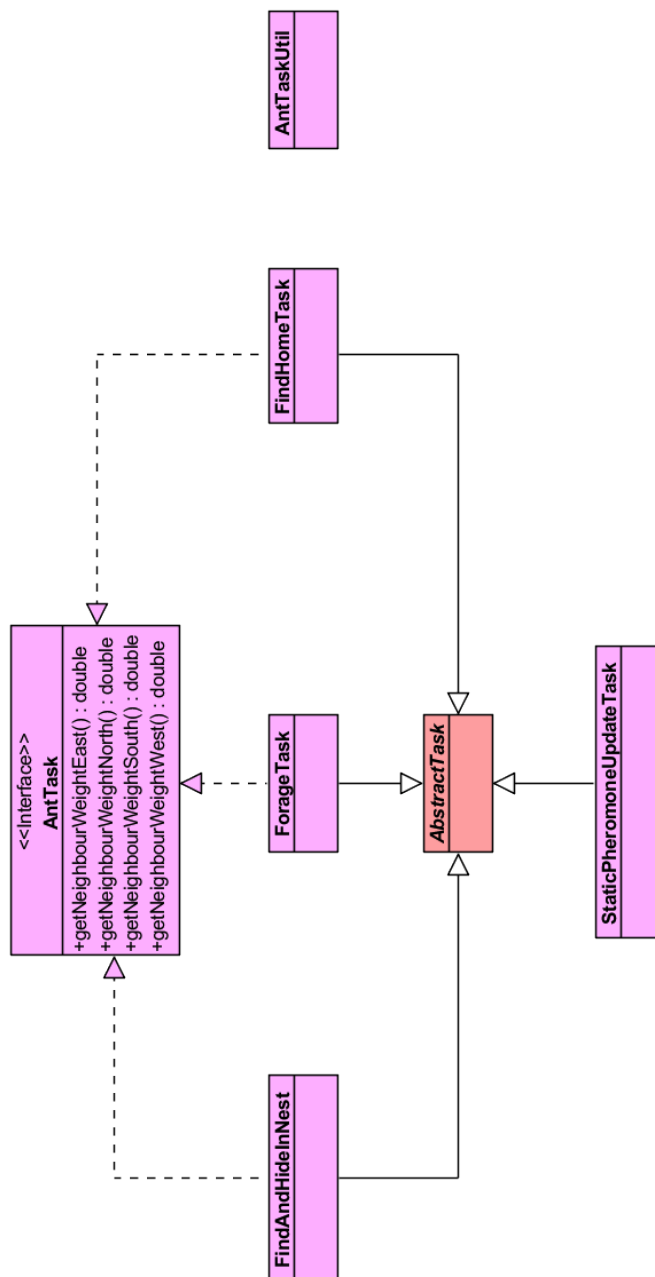 <<Interface>>
AntTask
+getNeighbourWeightEast() : double
+getNeighbourWeightNorth() : double
+getNeighbourWeightSouth() : double
+getNeighbourWeightWest() : double
FindAndHideInNest
ForageTask
FindHomeTask
AntTaskUtil
AbstractTask
StaticPheromoneUpdateTask